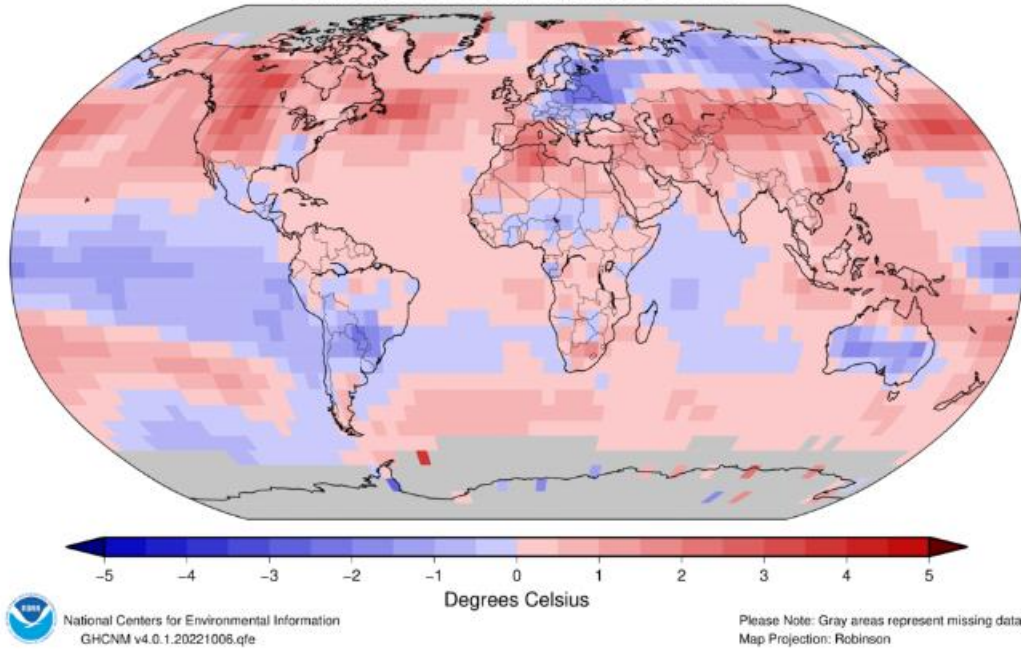 −5
−4
−3
−2
−1
0
1
2
3
4
5
Degrees Celsius
National Centers for Environmental Information
GHCNM v4.0.1.20221006.qfe
Please Note: Gray areas represent missing data
Map Projection: Robinson